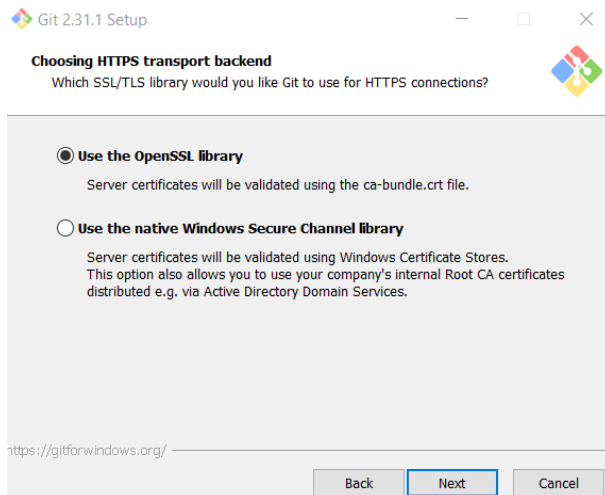 Git 2.31.1 Setup
Choosing HTTPS transport backend
Which SSL/TLS library would you like Git to use for HTTPS connections?
Use the OpenSSL library
Server certificates will be validated using the ca-bundle.crt file.
Use the native Windows Secure Channel library
Server certificates will be validated using Windows Certificate Stores.
This option also allows you to use your company's internal Root CA certificates
distributed e.g. via Active Directory Domain Services.
https://gitforwindows.org/
Back Next Cancel